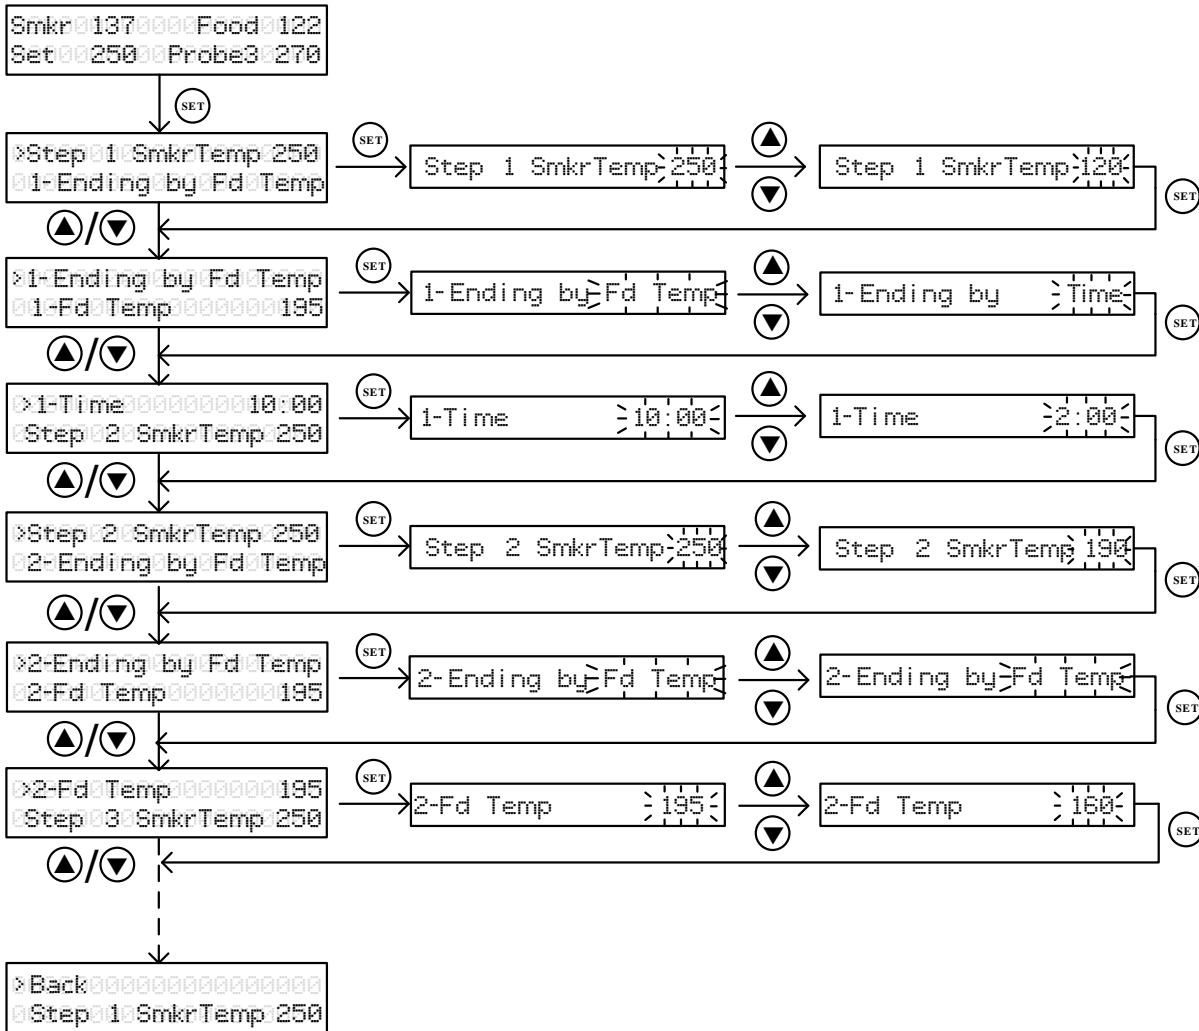 Smkr 137 Food 122
Set 250 Probe3 270
SET
>Step 1 SmkrTemp 250
1-Ending by Fd Temp
SET
Step 1 SmkrTemp 250
Step 1 SmkrTemp 120
SET
>1-Ending by Fd Temp
1-Fd Temp 195
SET
1-Ending by Fd Temp
1-Ending by Time
SET
>1-Time 10:00
Step 2 SmkrTemp 250
SET
1-Time 10:00
1-Time 2:00
SET
>Step 2 SmkrTemp 250
2-Ending by Fd Temp
SET
Step 2 SmkrTemp 250
Step 2 SmkrTemp 190
SET
>2-Ending by Fd Temp
2-Fd Temp 195
SET
2-Ending by Fd Temp
2-Ending by Fd Temp
SET
>2-Fd Temp 195
Step 3 SmkrTemp 250
SET
2-Fd Temp 195
2-Fd Temp 160
SET
>Back
Step 1 SmkrTemp 250